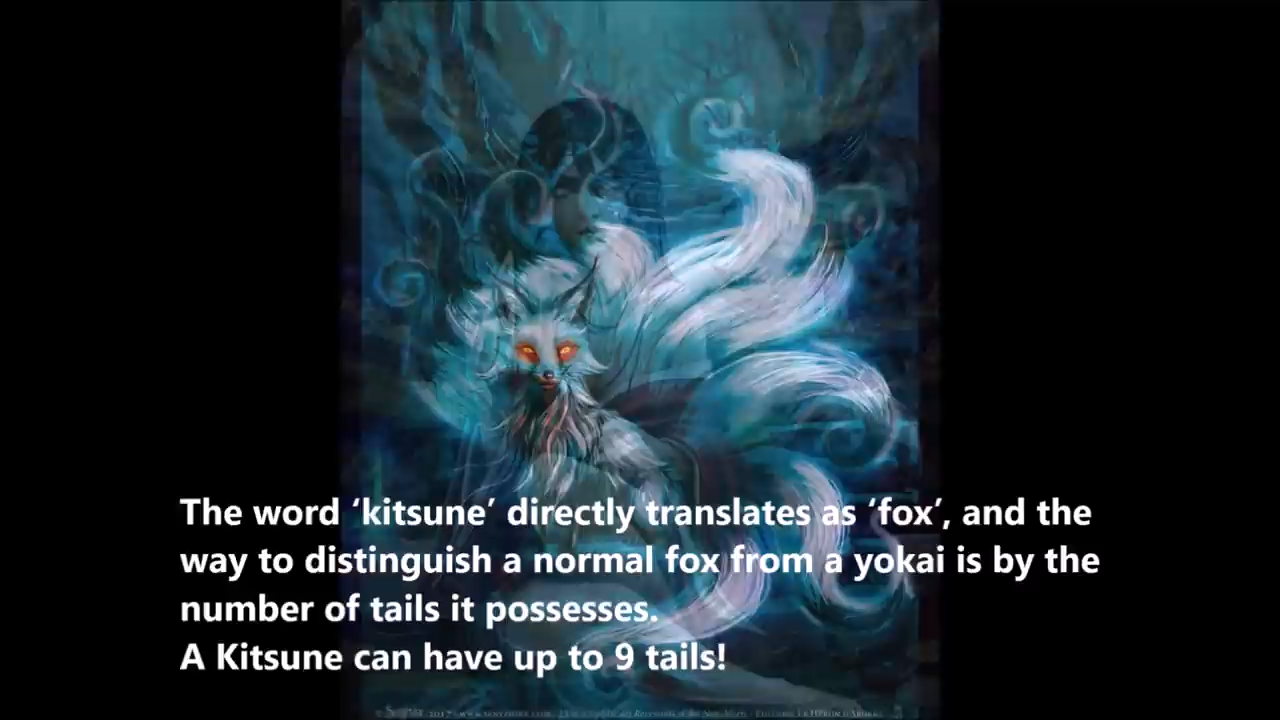 The word ‘kitsune’ directly translates as ‘fox’, and the
way to distinguish a normal fox from a yokai is by the
number of tails it possesses.
A Kitsune can have up to 9 tails!